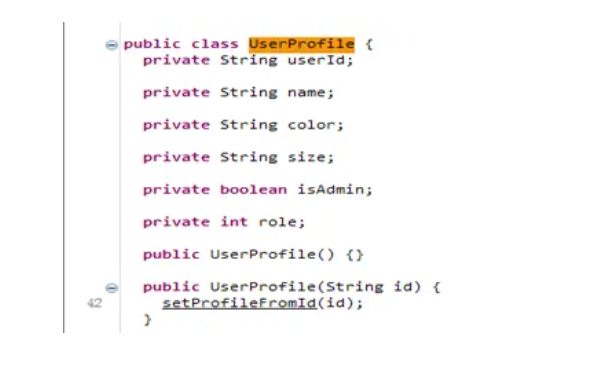 public class UserProfile {
private String userId;
private String name;
private String color;
private String size;
private boolean isAdmin;
private int role;
public UserProfile() {}
public UserProfile(String id) {
42 setProfileFromId(id);
}